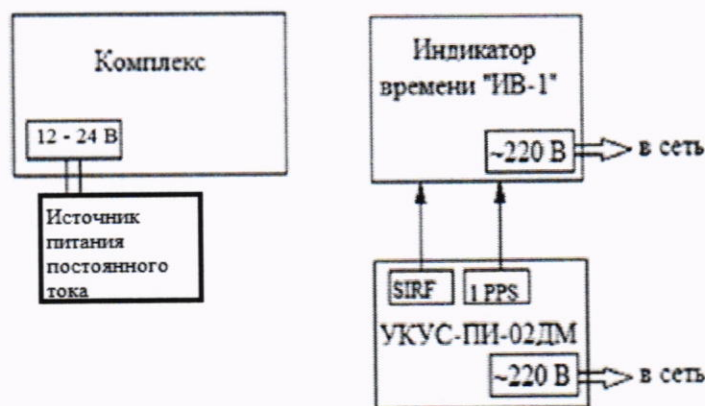 Комплекс
12 - 24 В
Источник
питания
постоянного
тока
Индикатор
времени "ИВ-1"
~220 В
в сеть
SIRF
1 PPS
УКУС-ПИ-02ДМ
~220 В
в сеть